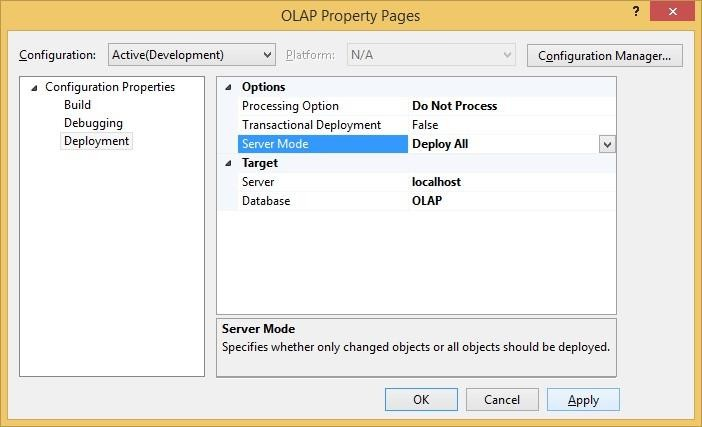 OLAP Property Pages
? ×
Configuration: Active(Development) Platform: N/A Configuration Manager...
Configuration Properties
Build
Debugging
Deployment
Options
Processing Option Do Not Process
Transactional Deployment False
Server Mode Deploy All
Target
Server localhost
Database OLAP
Server Mode
Specifies whether only changed objects or all objects should be deployed.
OK Cancel Apply